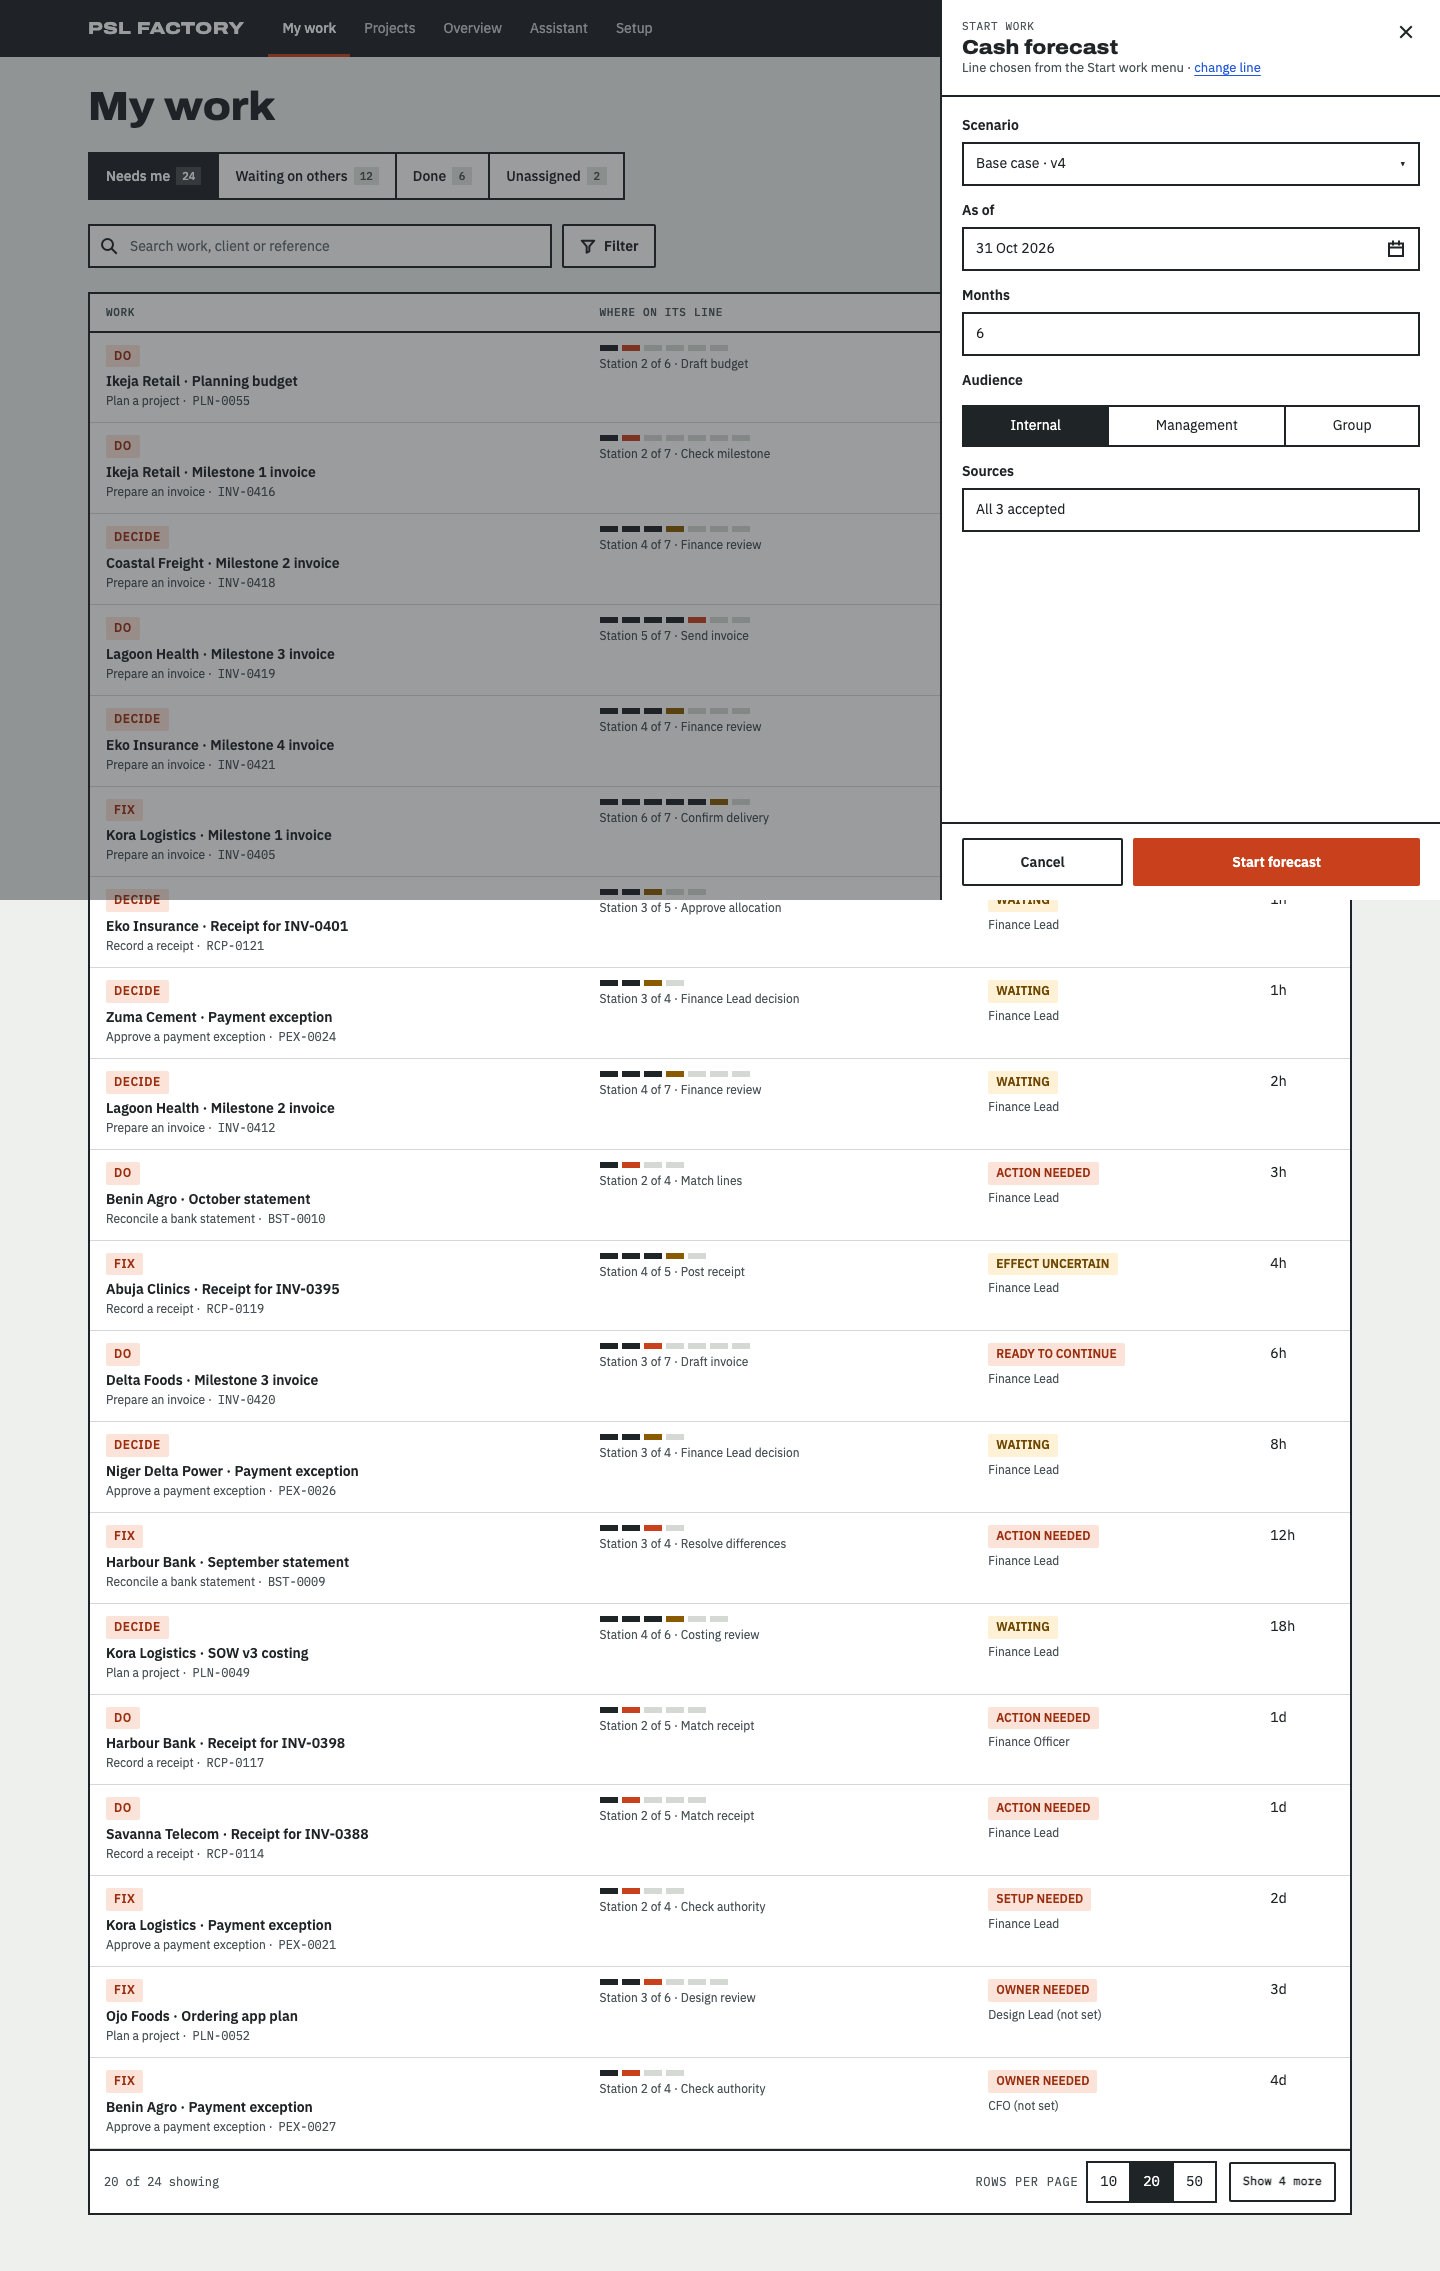 PSL FACTORY
My work
Projects
Overview
Assistant
Setup
My work
Needs me 24
Waiting on others 12
Done 6
Unassigned 2
Search work, client or reference
Filter
WORK
WHERE ON ITS LINE
DO
Ikeja Retail · Planning budget
Plan a project · PLN-0055
Station 2 of 6 · Draft budget
DO
Ikeja Retail · Milestone 1 invoice
Prepare an invoice · INV-0416
Station 2 of 7 · Check milestone
DECIDE
Coastal Freight · Milestone 2 invoice
Prepare an invoice · INV-0418
Station 4 of 7 · Finance review
DO
Lagoon Health · Milestone 3 invoice
Prepare an invoice · INV-0419
Station 5 of 7 · Send invoice
DECIDE
Eko Insurance · Milestone 4 invoice
Prepare an invoice · INV-0421
Station 4 of 7 · Finance review
FIX
Kora Logistics · Milestone 1 invoice
Prepare an invoice · INV-0405
Station 6 of 7 · Confirm delivery
START WORK
Cash forecast
Line chosen from the Start work menu · change line
Scenario
Base case · v4
As of
31 Oct 2026
Months
6
Audience
Internal
Management
Group
Sources
All 3 accepted
Cancel
Start forecast
DECIDE
Eko Insurance · Receipt for INV-0401
Record a receipt · RCP-0121
Station 3 of 5 · Approve allocation
WAITING
Finance Lead
1h
DECIDE
Zuma Cement · Payment exception
Approve a payment exception · PEX-0024
Station 3 of 4 · Finance Lead decision
WAITING
Finance Lead
1h
DECIDE
Lagoon Health · Milestone 2 invoice
Prepare an invoice · INV-0412
Station 4 of 7 · Finance review
WAITING
Finance Lead
2h
DO
Benin Agro · October statement
Reconcile a bank statement · BST-0010
Station 2 of 4 · Match lines
ACTION NEEDED
Finance Lead
3h
FIX
Abuja Clinics · Receipt for INV-0395
Record a receipt · RCP-0119
Station 4 of 5 · Post receipt
EFFECT UNCERTAIN
Finance Lead
4h
DO
Delta Foods · Milestone 3 invoice
Prepare an invoice · INV-0420
Station 3 of 7 · Draft invoice
READY TO CONTINUE
Finance Lead
6h
DECIDE
Niger Delta Power · Payment exception
Approve a payment exception · PEX-0026
Station 3 of 4 · Finance Lead decision
WAITING
Finance Lead
8h
FIX
Harbour Bank · September statement
Reconcile a bank statement · BST-0009
Station 3 of 4 · Resolve differences
ACTION NEEDED
Finance Lead
12h
DECIDE
Kora Logistics · SOW v3 costing
Plan a project · PLN-0049
Station 4 of 6 · Costing review
WAITING
Finance Lead
18h
DO
Harbour Bank · Receipt for INV-0398
Record a receipt · RCP-0117
Station 2 of 5 · Match receipt
ACTION NEEDED
Finance Officer
1d
DO
Savanna Telecom · Receipt for INV-0388
Record a receipt · RCP-0114
Station 2 of 5 · Match receipt
ACTION NEEDED
Finance Lead
1d
FIX
Kora Logistics · Payment exception
Approve a payment exception · PEX-0021
Station 2 of 4 · Check authority
SETUP NEEDED
Finance Lead
2d
FIX
Ojo Foods · Ordering app plan
Plan a project · PLN-0052
Station 3 of 6 · Design review
OWNER NEEDED
Design Lead (not set)
3d
FIX
Benin Agro · Payment exception
Approve a payment exception · PEX-0027
Station 2 of 4 · Check authority
OWNER NEEDED
CFO (not set)
4d
20 of 24 showing
ROWS PER PAGE
10
20
50
Show 4 more